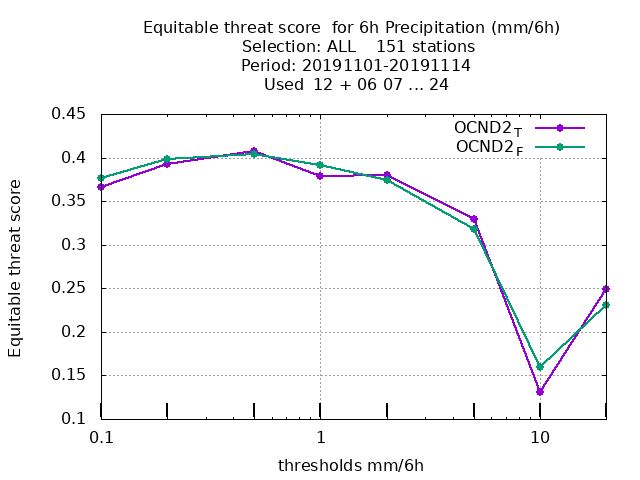 Equitable threat score  for 6h Precipitation (mm/6h)
Selection: ALL    151 stations
Period: 20191101-20191114
Used  12 + 06 07 ... 24
OCND2_T
OCND2_F
Equitable threat score
0.45
0.4
0.35
0.3
0.25
0.2
0.15
0.1
0.1 1 10
thresholds mm/6h